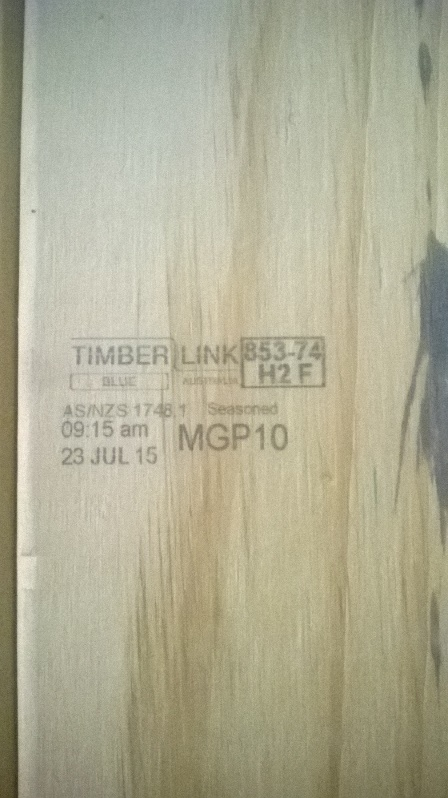 TIMBER LINK 853-74
BLUE AUSTRALIA H2 F
AS/NZS 1748.1 Seasoned
09:15 am MGP10
23 JUL 15